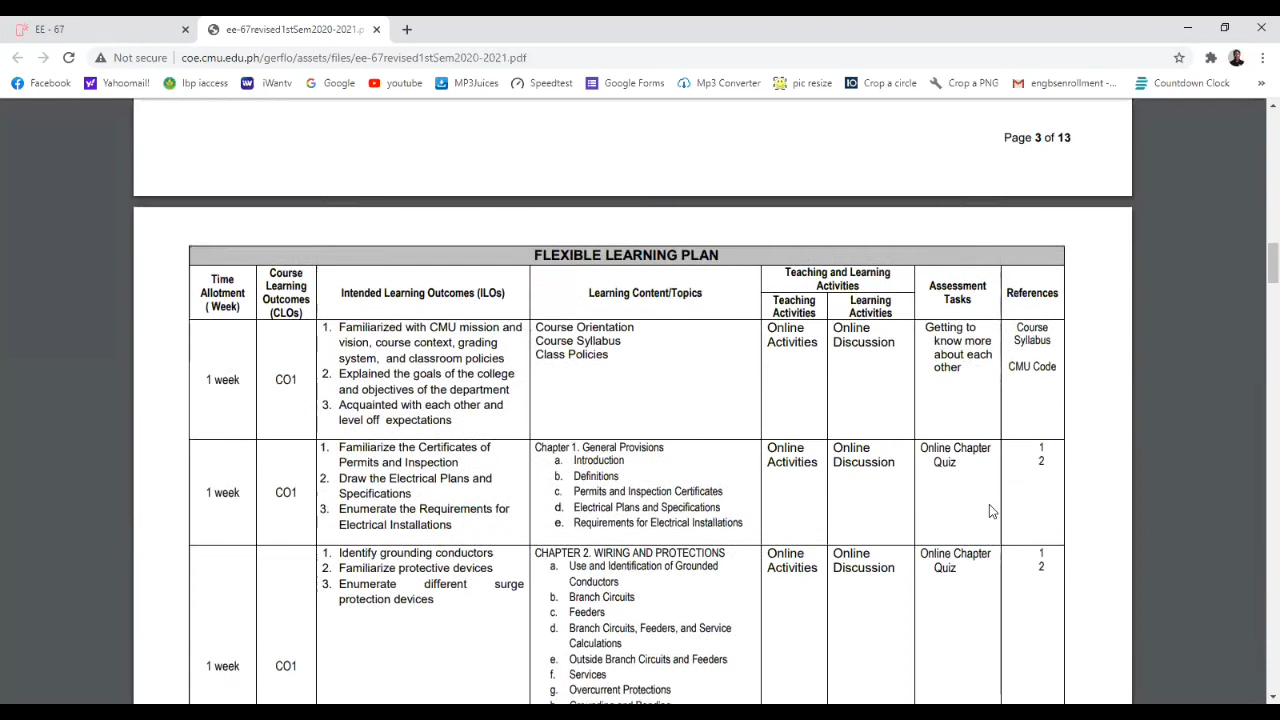 EE - 67
ee-67revised1stSem2020-2021.p
Not secure
coe.cmu.edu.ph/gerflo/assets/files/ee-67revised1stSem2020-2021.pdf
Facebook
Yahoomail!
lbp iaccess
iWantv
Google
youtube
MP3Juices
Speedtest
Google Forms
Mp3 Converter
pic resize
Crop a circle
Crop a PNG
engbsenrollment -...
Countdown Clock
»
Page 3 of 13
FLEXIBLE LEARNING PLAN
Time
Allotment
( Week)
Course
Learning
Outcomes
(CLOs)
Intended Learning Outcomes (ILOs)
Learning Content/Topics
Teaching and Learning
Activities
Teaching
Activities
Learning
Activities
Assessment
Tasks
References
1 week
CO1
1. Familiarized with CMU mission and
vision, course context, grading
system, and classroom policies
2. Explained the goals of the college
and objectives of the department
3. Acquainted with each other and
level off expectations
Course Orientation
Course Syllabus
Class Policies
Online
Activities
Online
Discussion
Getting to
know more
about each
other
Course
Syllabus
CMU Code
1 week
CO1
1. Familiarize the Certificates of
Permits and Inspection
2. Draw the Electrical Plans and
Specifications
3. Enumerate the Requirements for
Electrical Installations
Chapter 1. General Provisions
a. Introduction
b. Definitions
c. Permits and Inspection Certificates
d. Electrical Plans and Specifications
e. Requirements for Electrical Installations
Online
Activities
Online
Discussion
Online Chapter
Quiz
1
2
1 week
CO1
1. Identify grounding conductors
2. Familiarize protective devices
3. Enumerate different surge
protection devices
CHAPTER 2. WIRING AND PROTECTIONS
a. Use and Identification of Grounded
Conductors
b. Branch Circuits
c. Feeders
d. Branch Circuits, Feeders, and Service
Calculations
e. Outside Branch Circuits and Feeders
f. Services
g. Overcurrent Protections
Online
Activities
Online
Discussion
Online Chapter
Quiz
1
2